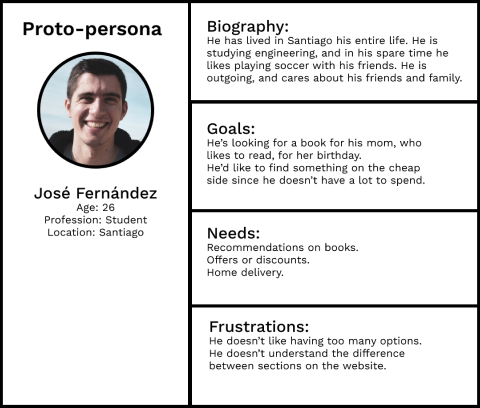 Proto-persona
José Fernández
Age: 26
Profession: Student
Location: Santiago
Biography:
He has lived in Santiago his entire life. He is
studying engineering, and in his spare time he
likes playing soccer with his friends. He is
outgoing, and cares about his friends and family.
Goals:
He's looking for a book for his mom, who
likes to read, for her birthday.
He'd like to find something on the cheap
side since he doesn't have a lot to spend.
Needs:
Recommendations on books.
Offers or discounts.
Home delivery.
Frustrations:
He doesn't like having too many options.
He doesn't understand the difference
between sections on the website.